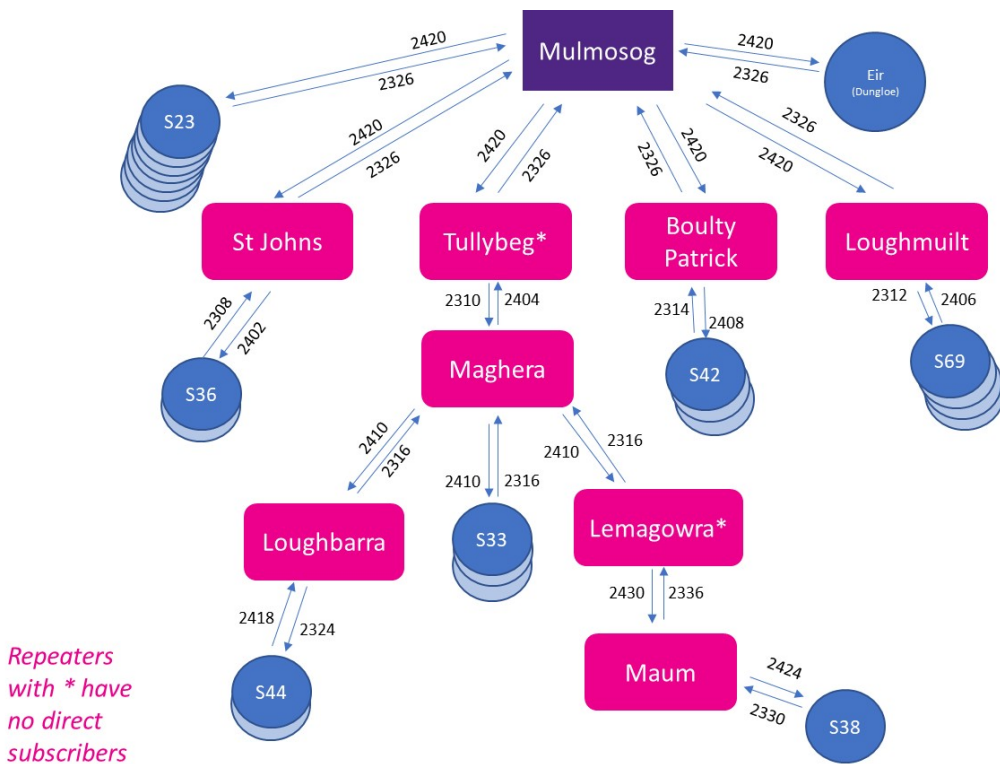 Mulmosog
2420
2326
2420
2326
Eir
(Dungloe)
S23
2420
2326
2420
2326
2326
2420
2326
2420
St Johns
Tullybeg*
Boulty
Patrick
Loughmuilt
2308
2402
2310
2404
2314
2408
2312
2406
S36
Maghera
S42
S69
2410
2316
2410
2316
2410
2316
Loughbarra
S33
Lemagowra*
2418
2324
2430
2336
S44
Maum
2424
2330
S38
Repeaters
with * have
no direct
subscribers